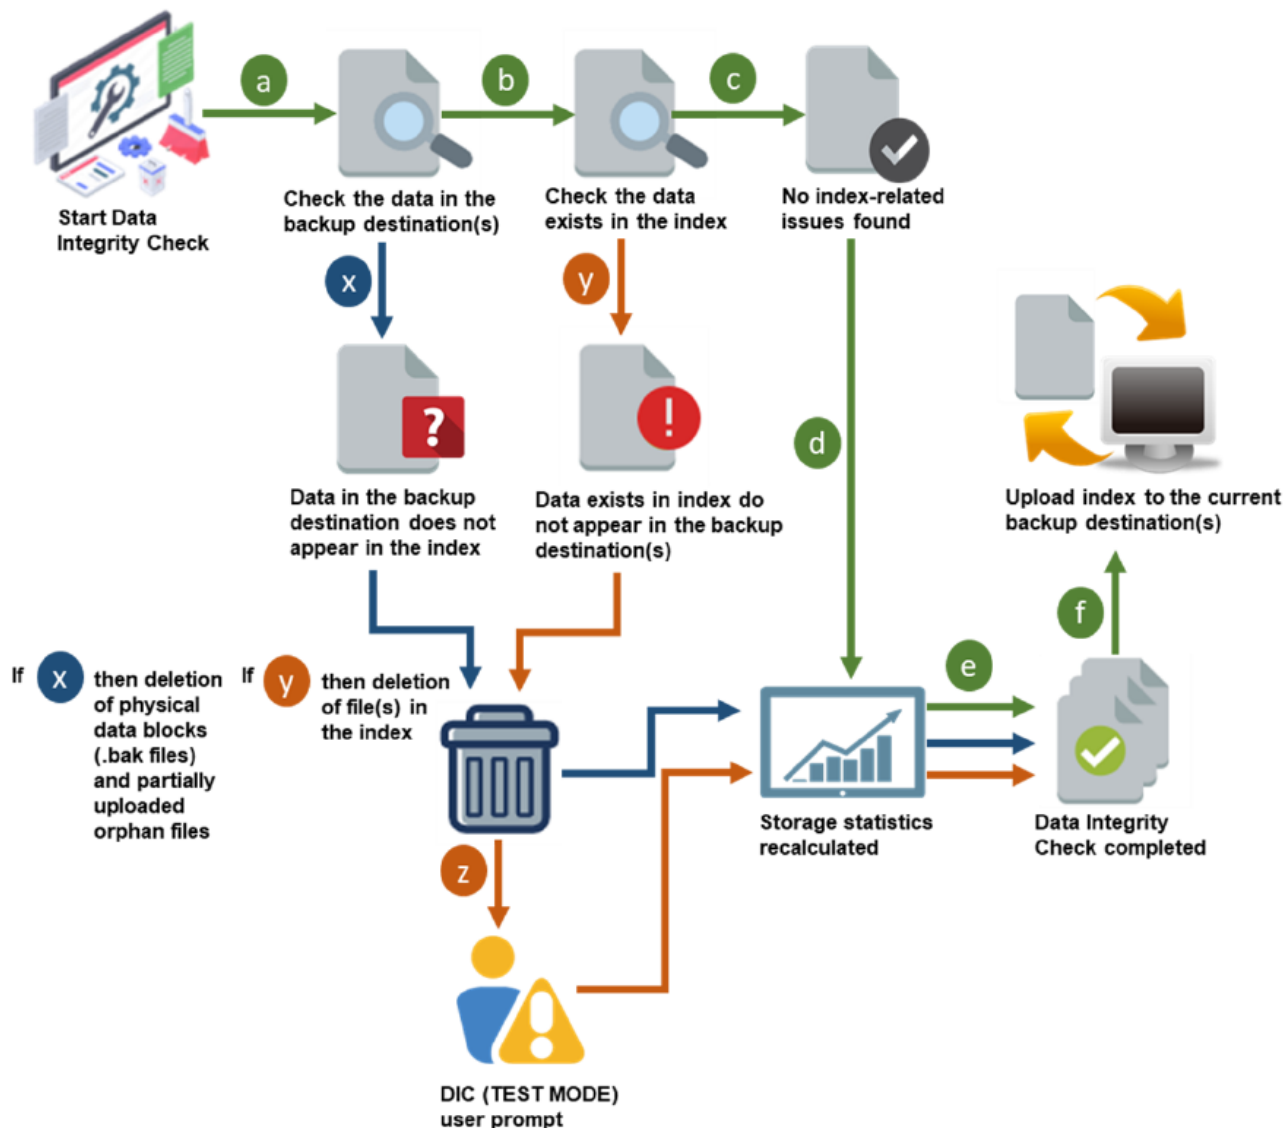 a
b
c
Start Data
Integrity Check
Check the data in the
backup destination(s)
Check the data
exists in the index
No index-related
issues found
x
y
?
!
d
Data in the backup
destination does not
appear in the index
Data exists in index do
not appear in the backup
destination(s)
Upload index to the current
backup destination(s)
If x then deletion
of physical
data blocks
(.bak files)
and partially
uploaded
orphan files
If y then deletion
of file(s) in
the index
e
f
Storage statistics
recalculated
Data Integrity
Check completed
z
DIC (TEST MODE)
user prompt